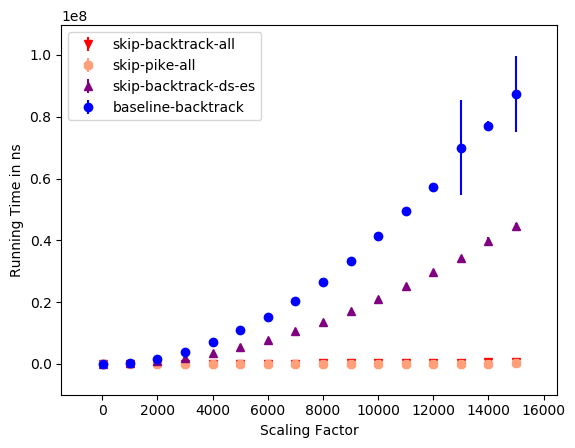 1e8
skip-backtrack-all
skip-pike-all
skip-backtrack-ds-es
baseline-backtrack
Running Time in ns
1.0
0.8
0.6
0.4
0.2
0.0
0 2000 4000 6000 8000 10000 12000 14000 16000
Scaling Factor